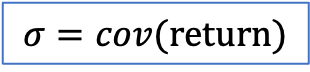 σ = cov(return)